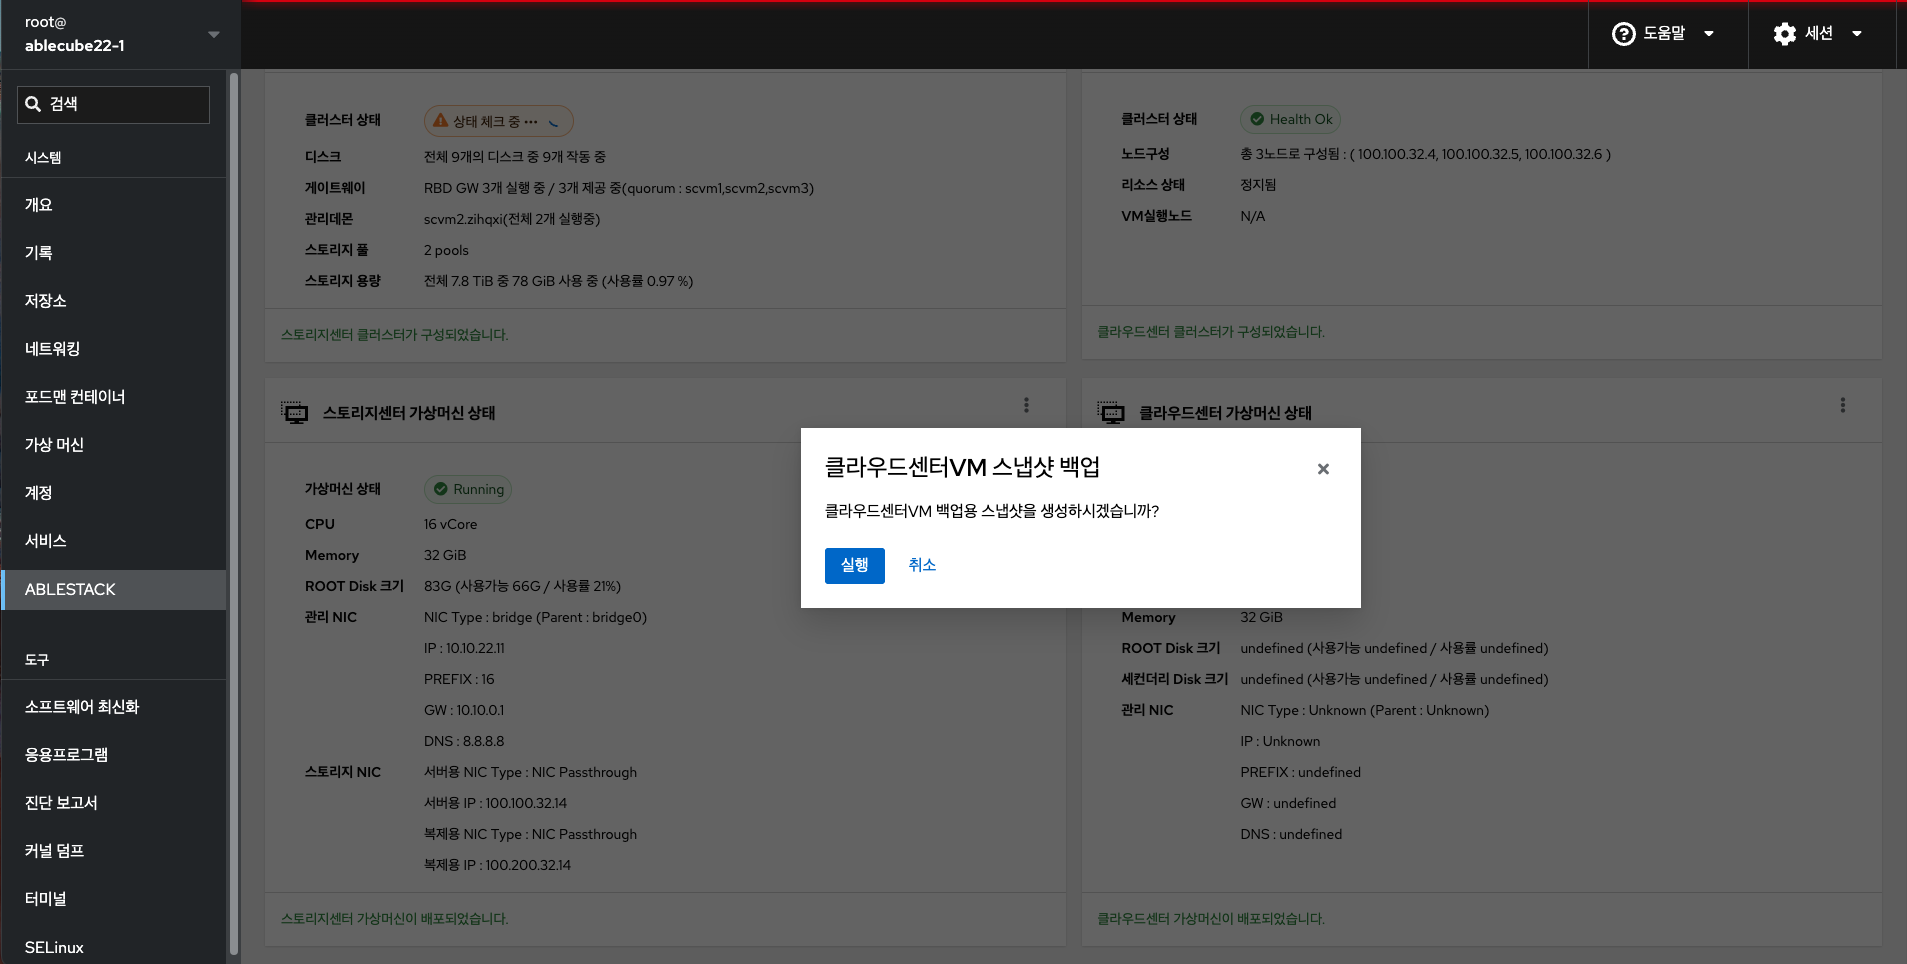 root@
ablecube22-1
도움말
세션
검색
시스템
개요
기록
저장소
네트워킹
포드맨 컨테이너
가상 머신
계정
서비스
ABLESTACK
도구
소프트웨어 최신화
응용프로그램
진단 보고서
커널 덤프
터미널
SELinux
클러스터 상태 상태 체크 중 •••
디스크 전체 9개의 디스크 중 9개 작동 중
게이트웨이 RBD GW 3개 실행 중 / 3개 제공 중(quorum : scvm1,scvm2,scvm3)
관리데몬 scvm2.zihqxi(전체 2개 실행중)
스토리지 풀 2 pools
스토리지 용량 전체 7.8 TiB 중 78 GiB 사용 중 (사용률 0.97 %)
스토리지센터 클러스터가 구성되었습니다.
클러스터 상태 Health Ok
노드구성 총 3노드로 구성됨 : ( 100.100.32.4, 100.100.32.5, 100.100.32.6 )
리소스 상태 정지됨
VM실행노드 N/A
클라우드센터 클러스터가 구성되었습니다.
스토리지센터 가상머신 상태
가상머신 상태 Running
CPU 16 vCore
Memory 32 GiB
ROOT Disk 크기 83G (사용가능 66G / 사용률 21%)
관리 NIC NIC Type : bridge (Parent : bridge0)
IP : 10.10.22.11
PREFIX : 16
GW : 10.10.0.1
DNS : 8.8.8.8
스토리지 NIC 서버용 NIC Type : NIC Passthrough
서버용 IP : 100.100.32.14
복제용 NIC Type : NIC Passthrough
복제용 IP : 100.200.32.14
스토리지센터 가상머신이 배포되었습니다.
클라우드센터 가상머신 상태
클라우드센터VM 스냅샷 백업
클라우드센터VM 백업용 스냅샷을 생성하시겠습니까?
실행 취소
Memory 32 GiB
ROOT Disk 크기 undefined (사용가능 undefined / 사용률 undefined)
세컨더리 Disk 크기 undefined (사용가능 undefined / 사용률 undefined)
관리 NIC NIC Type : Unknown (Parent : Unknown)
IP : Unknown
PREFIX : undefined
GW : undefined
DNS : undefined
클라우드센터 가상머신이 배포되었습니다.